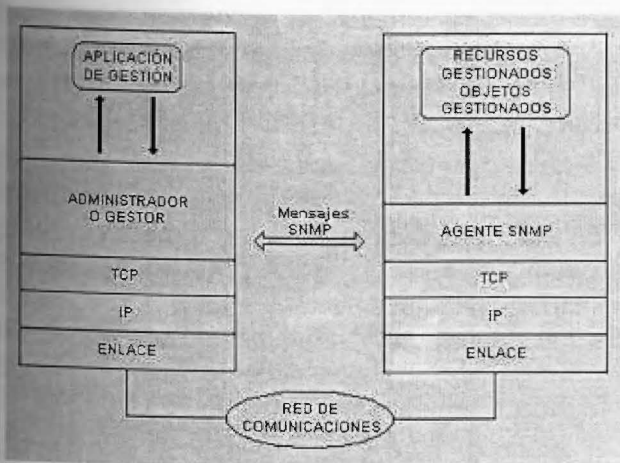 APLICACIÓN
DE GESTIÓN
ADMINISTRADOR
O GESTOR
TCP
IP
ENLACE
Mensajes
SNMP
RECURSOS
GESTIONADOS
OBJETOS
GESTIONADOS
AGENTE SNMP
TCP
IP
ENLACE
RED DE
COMUNICACIONES